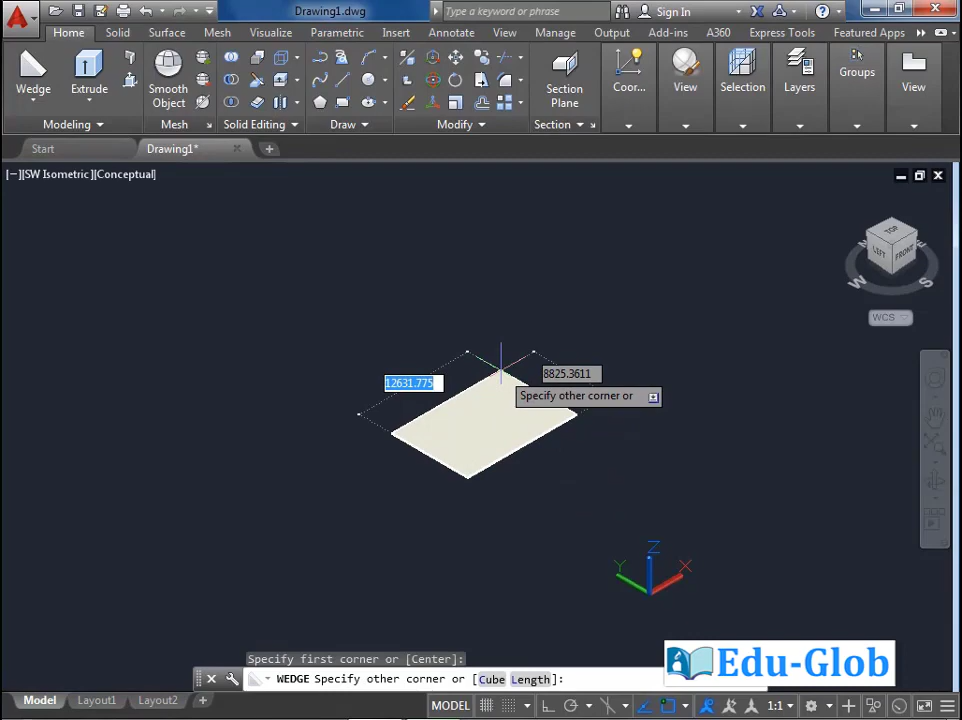 Drawing1.dwg
Type a keyword or phrase
Sign In
Home Solid Surface Mesh Visualize Parametric Insert Annotate View Manage Output Add-ins A360 Express Tools Featured Apps
Wedge
Extrude
Smooth
Object
Section
Plane
Coor...
View
Selection
Layers
Groups
View
Modeling
Mesh
Solid Editing
Draw
Modify
Section
Start
Drawing1*
[−][SW Isometric][Conceptual]
TOP
LEFT
FRONT
W
S
WCS
12631.775
8825.3611
Specify other corner or
Z
Y
X
Specify first corner or [Center]:
WEDGE Specify other corner or [Cube Length]:
Edu-Glob
Model Layout1 Layout2
MODEL
1:1